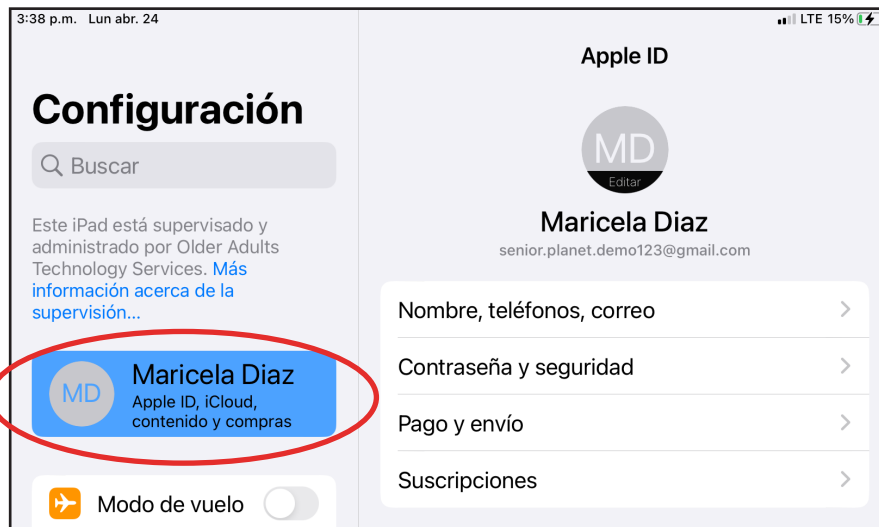 3:38 p.m. Lun abr. 24
LTE 15%
Configuración
Buscar
Este iPad está supervisado y
administrado por Older Adults
Technology Services. Más
información acerca de la
supervisión...
MD
Maricela Diaz
Apple ID, iCloud,
contenido y compras
Modo de vuelo
Apple ID
MD
Editar
Maricela Diaz
senior.planet.demo123@gmail.com
Nombre, teléfonos, correo
Contraseña y seguridad
Pago y envío
Suscripciones